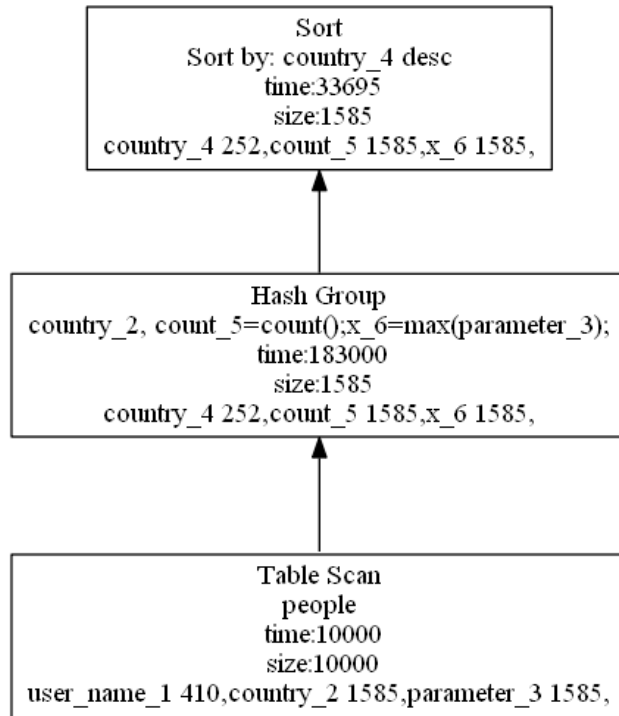 Sort
Sort by: country_4 desc
time:33695
size:1585
country_4 252,count_5 1585,x_6 1585,
Hash Group
country_2, count_5=count();x_6=max(parameter_3);
time:183000
size:1585
country_4 252,count_5 1585,x_6 1585,
Table Scan
people
time:10000
size:10000
user_name_1 410,country_2 1585,parameter_3 1585,